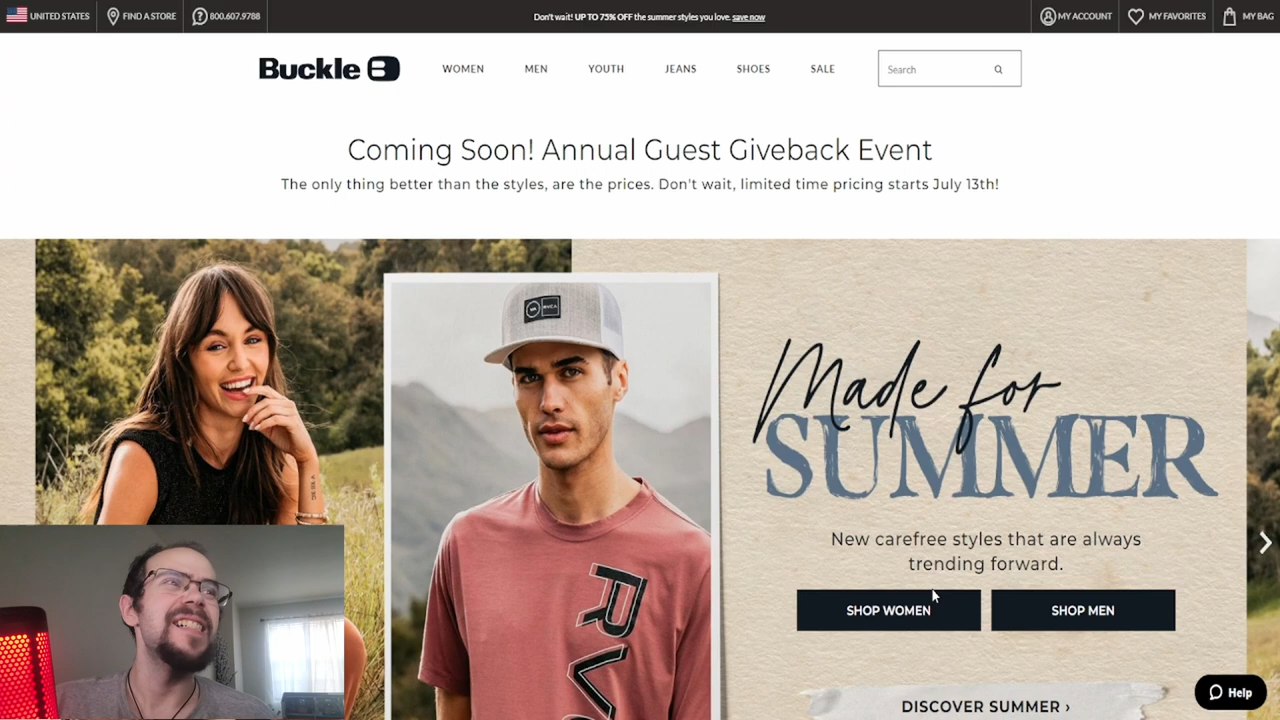 UNITED STATES
FIND A STORE
800.607.9788
Don't wait! UP TO 75% OFF the summer styles you love. save now
MY ACCOUNT
MY FAVORITES
MY BAG
Buckle B
WOMEN
MEN
YOUTH
JEANS
SHOES
SALE
Search
Coming Soon! Annual Guest Giveback Event
The only thing better than the styles, are the prices. Don't wait, limited time pricing starts July 13th!
RVCA
Made for
SUMMER
New carefree styles that are always
trending forward.
SHOP WOMEN
SHOP MEN
DISCOVER SUMMER ›
Help
RV